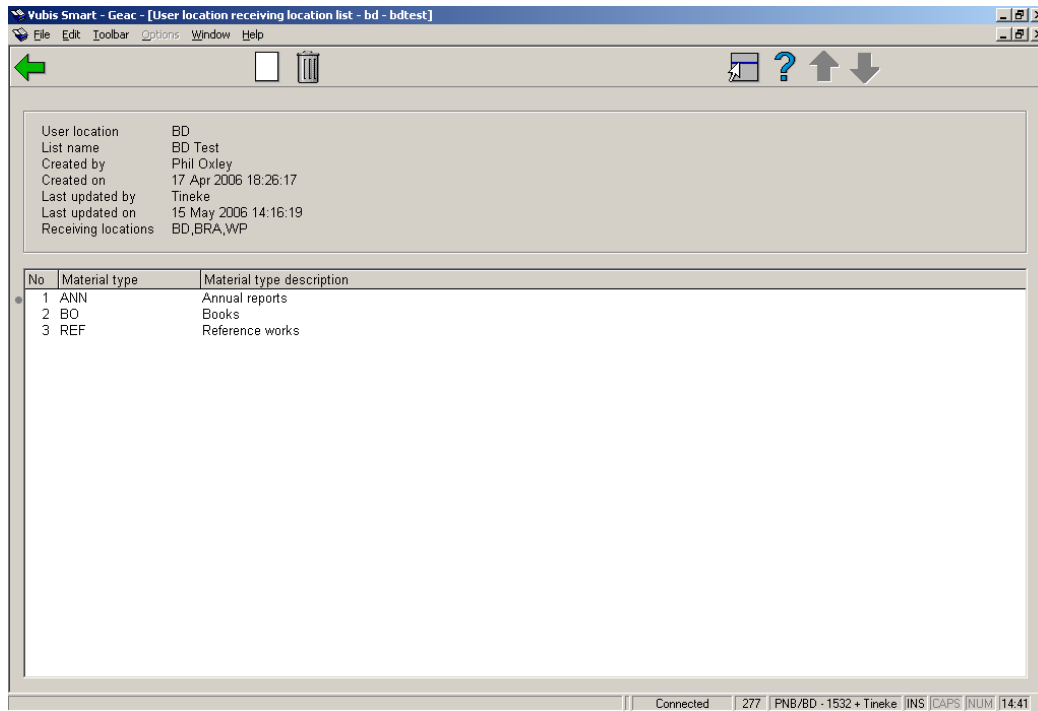 Vubis Smart - Geac - [User location receiving location list - bd - bdtest]
File Edit Toolbar Options Window Help
?
User location BD
List name BD Test
Created by Phil Oxley
Created on 17 Apr 2006 18:26:17
Last updated by Tineke
Last updated on 15 May 2006 14:16:19
Receiving locations BD,BRA,WP
No Material type Material type description
1 ANN Annual reports
2 BO Books
3 REF Reference works
Connected 277 PNB/BD - 1532 + Tineke INS CAPS NUM 14:41